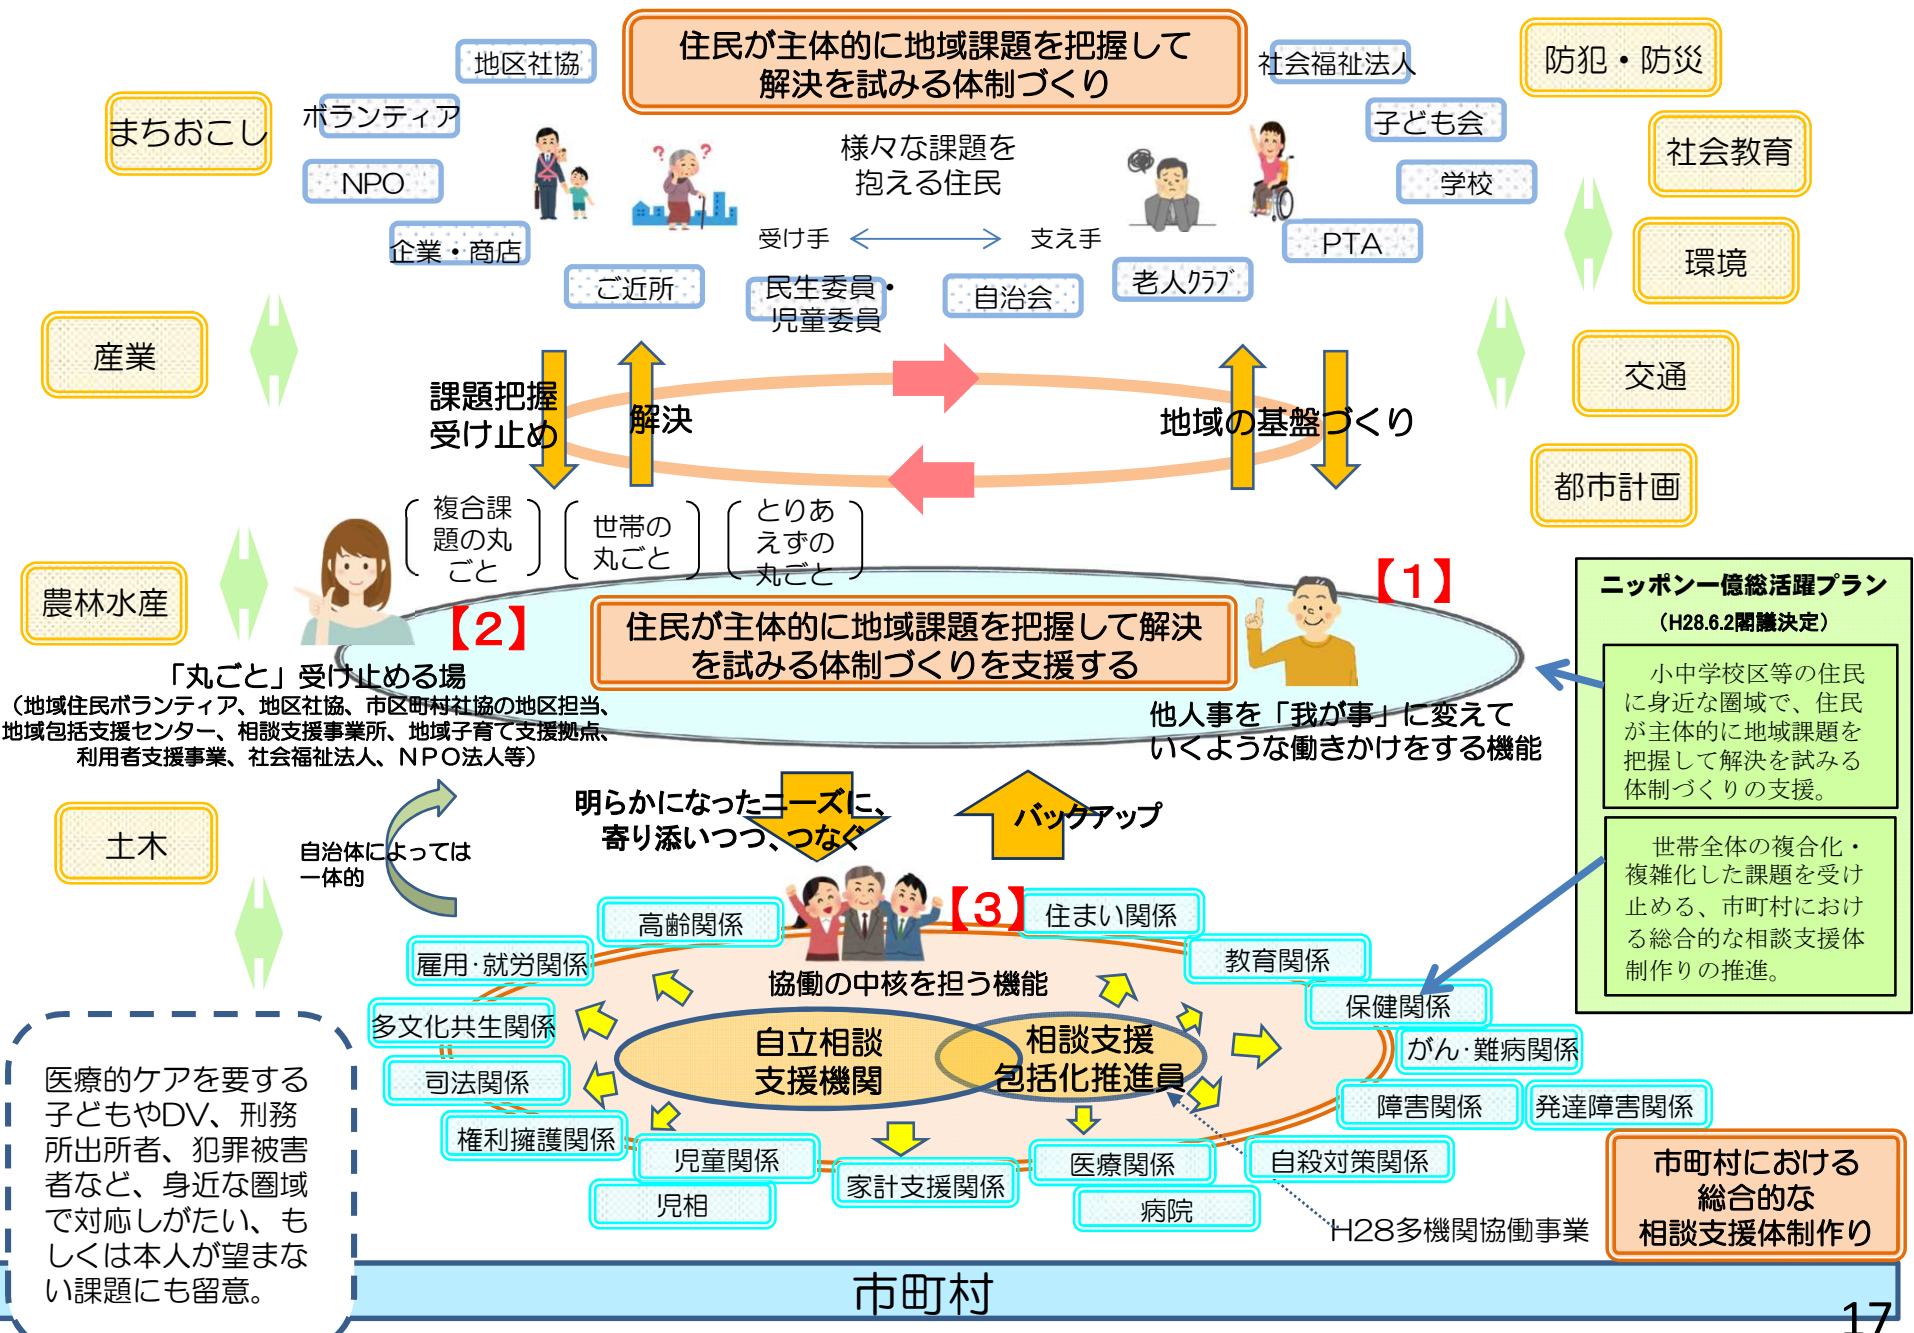 住民が主体的に地域課題を把握して
解決を試みる体制づくり
地区社協
社会福祉法人
防犯・防災
まちおこし
ボランティア
子ども会
社会教育
NPO
様々な課題を
抱える住民
学校
企業・商店
受け手
支え手
PTA
環境
ご近所
民生委員・
児童委員
自治会
老人クラブ
産業
交通
課題把握
受け止め
解決
地域の基盤づくり
都市計画
複合課
題の丸
ごと
世帯の
丸ごと
とりあ
えずの
丸ごと
農林水産
【1】
【2】
住民が主体的に地域課題を把握して解決
を試みる体制づくりを支援する
ニッポン一億総活躍プラン
（H28.6.2閣議決定）
小中学校区等の住民
に身近な圏域で、住民
が主体的に地域課題を
把握して解決を試みる
体制づくりの支援。
世帯全体の複合化・
複雑化した課題を受け
止める、市町村におけ
る総合的な相談支援体
制作りの推進。
「丸ごと」受け止める場
（地域住民ボランティア、地区社協、市区町村社協の地区担当、
地域包括支援センター、相談支援事業所、地域子育て支援拠点、
利用者支援事業、社会福祉法人、ＮＰＯ法人等）
他人事を「我が事」に変えて
いくような働きかけをする機能
土木
自治体によっては
一体的
明らかになったニーズに、
寄り添いつつ、つなぐ
バックアップ
【3】
高齢関係
住まい関係
雇用・就労関係
教育関係
協働の中核を担う機能
保健関係
多文化共生関係
自立相談
支援機関
相談支援
包括化推進員
がん・難病関係
司法関係
障害関係
発達障害関係
権利擁護関係
児童関係
医療関係
自殺対策関係
児相
家計支援関係
病院
H28多機関協働事業
医療的ケアを要する
子どもやDV、刑務
所出所者、犯罪被害
者など、身近な圏域
で対応しがたい、も
しくは本人が望まな
い課題にも留意。
市町村における
総合的な
相談支援体制作り
市町村
17